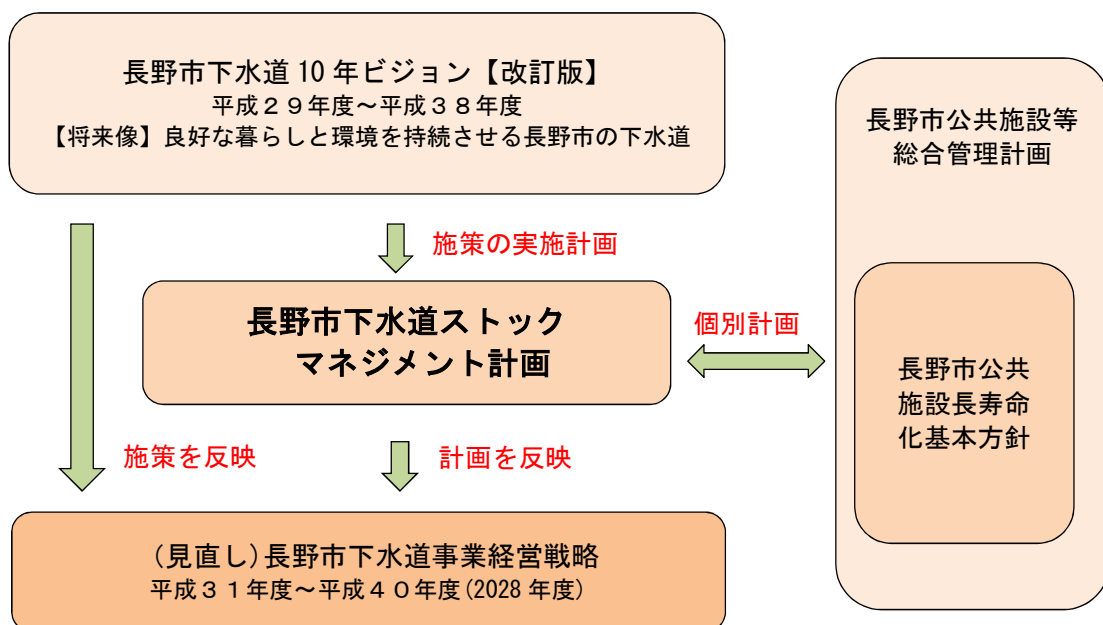 長野市下水道 10 年ビジョン【改訂版】
平成２９年度～平成３８年度
【将来像】良好な暮らしと環境を持続させる長野市の下水道
施策の実施計画
長野市下水道ストック
マネジメント計画
施策を反映
計画を反映
(見直し)長野市下水道事業経営戦略
平成３１年度～平成４０年度(2028 年度)
個別計画
長野市公共施設等
総合管理計画
長野市公共
施設長寿命
化基本方針